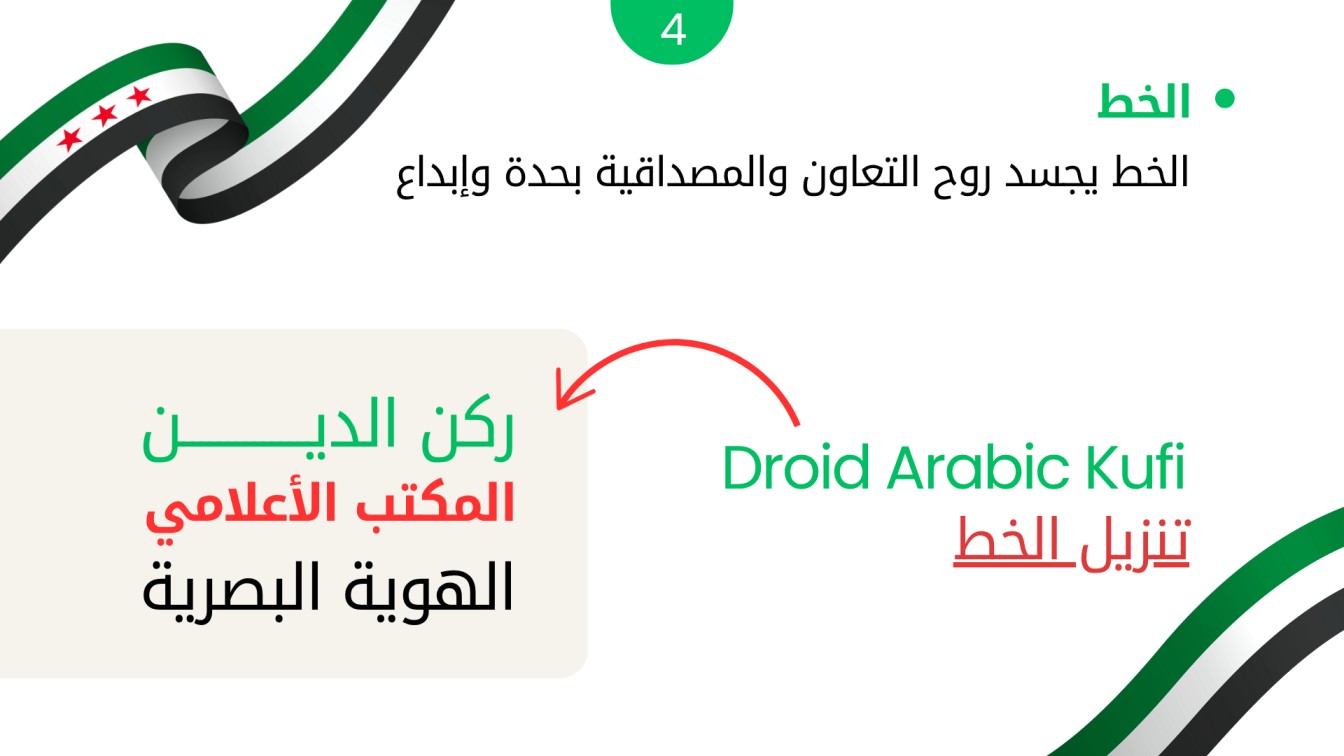 4
الخط
الخط يجسد روح التعاون والمصداقية بحدة وإبداع
Droid Arabic Kufi
تنزيل الخط
ركن الديــــــــن
المكتب الأعلامي
الهوية البصرية